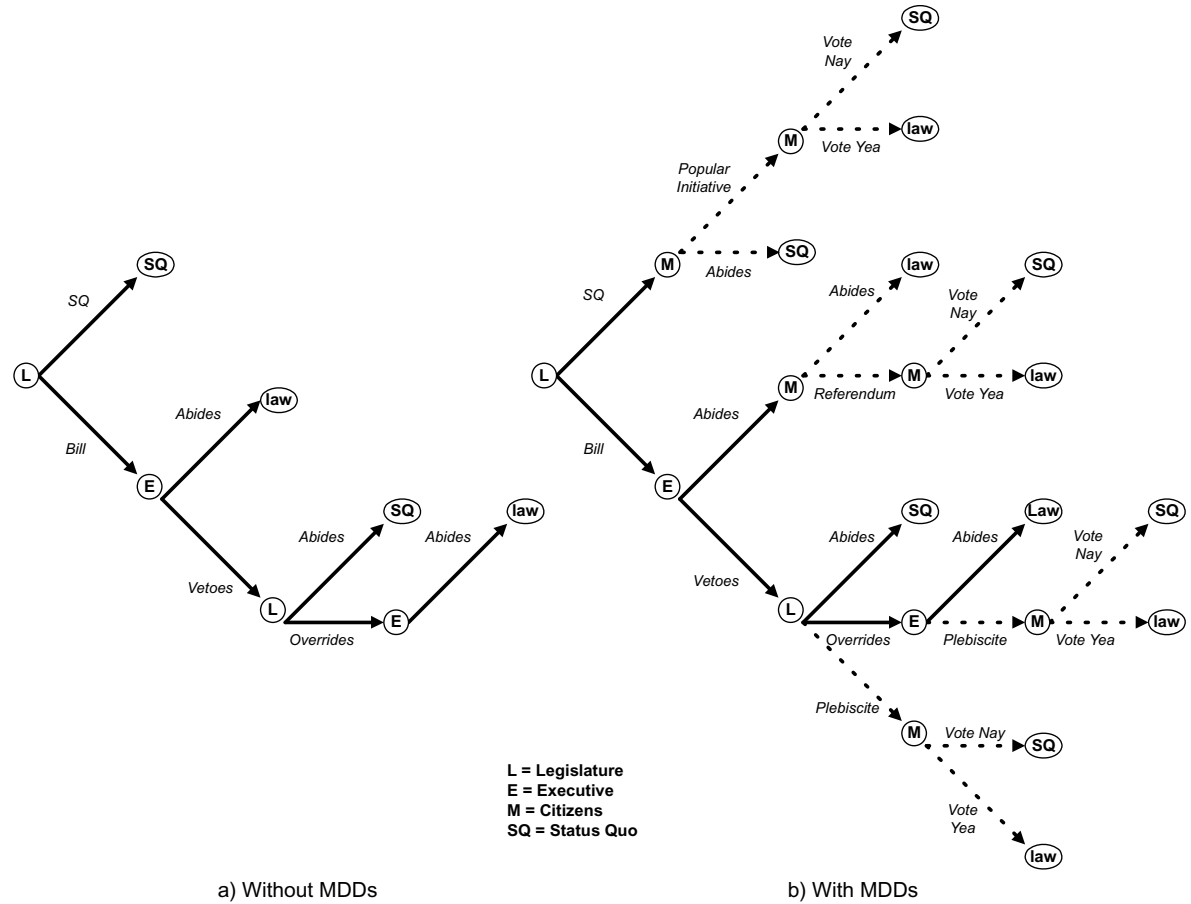 SQ
Vote
Nay
M
law
Vote Yea
Popular
Initiative
M
SQ
Abides
SQ
SQ
L
Bill
Abides
law
E
Vetoes
Abides
SQ
Abides
law
L
Overrides
E
SQ
L
Bill
Abides
law
Vote
Nay
SQ
M
Referendum
M
Vote Yea
law
Abides
E
Vetoes
Abides
SQ
Abides
Law
Vote
Nay
SQ
L
Overrides
E
Plebiscite
M
Vote Yea
law
Plebiscite
M
Vote Nay
SQ
Vote
Yea
law
L = Legislature
E = Executive
M = Citizens
SQ = Status Quo
a) Without MDDs
b) With MDDs